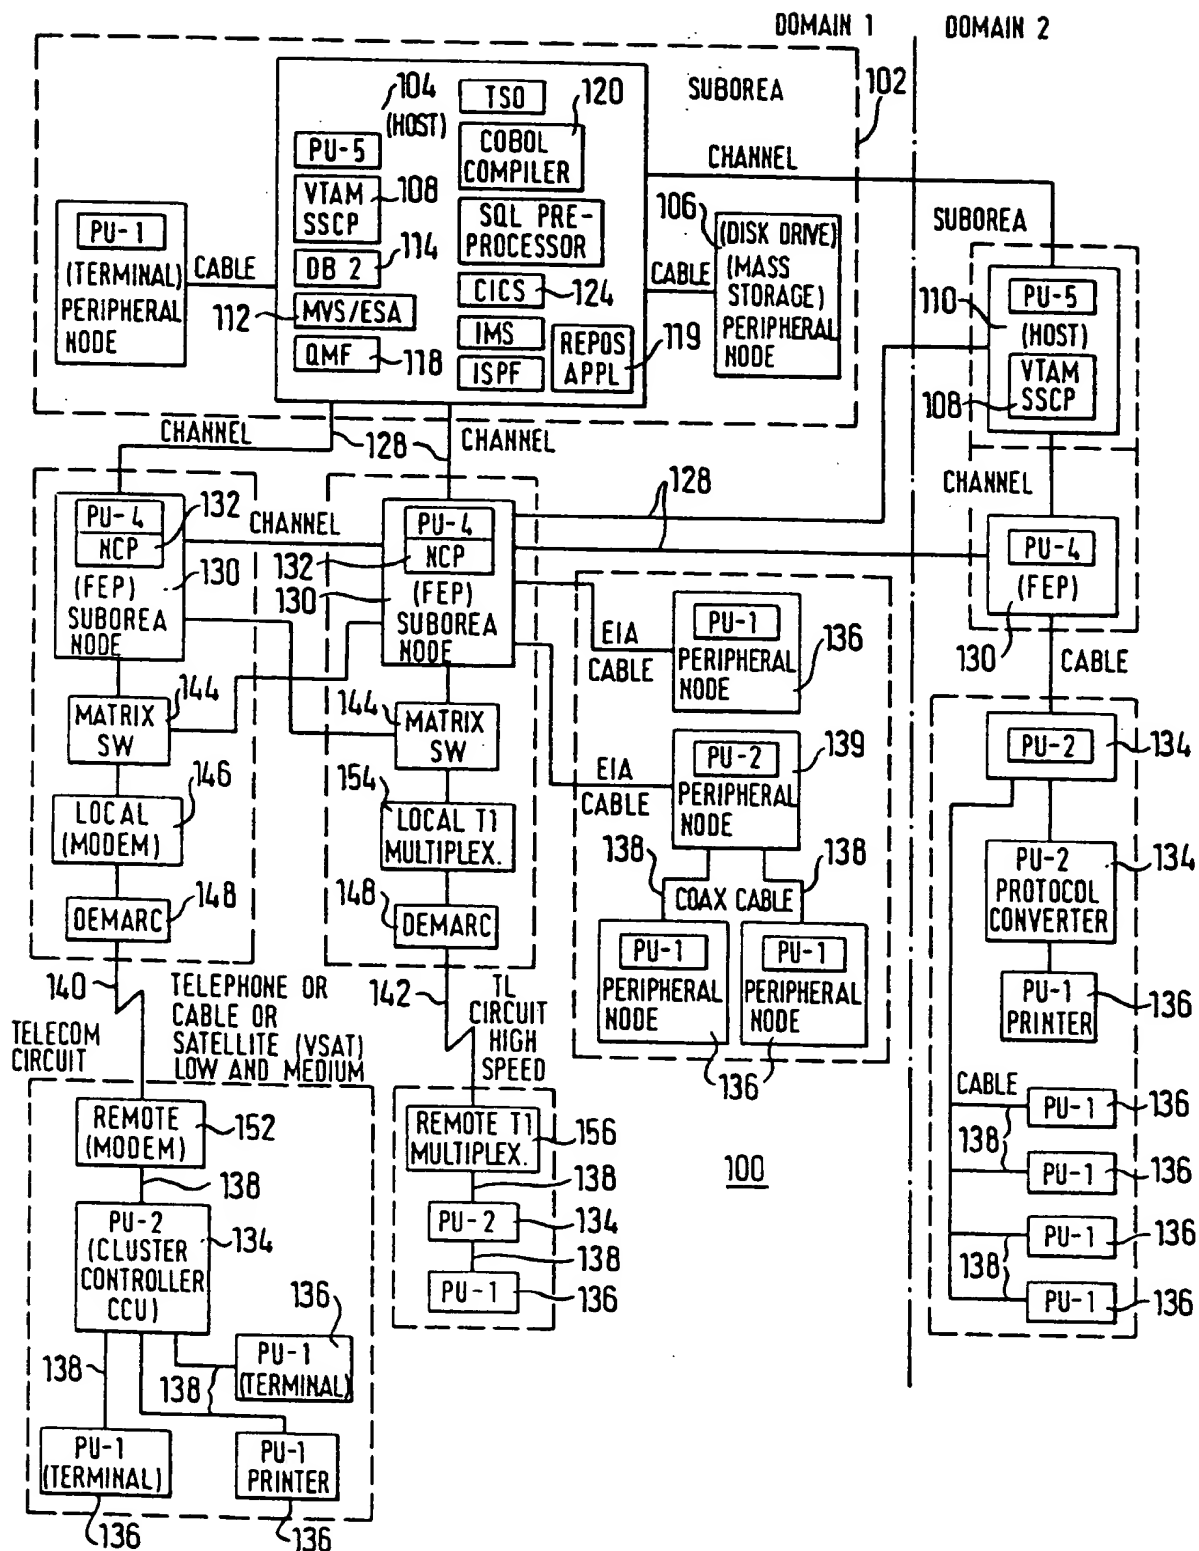 DOMAIN 1
DOMAIN 2
102
SUBOREA
104
(HOST)
PU-5
VTAM
SSCP
108
DB 2
114
112
MVS/ESA
QMF
118
TSO
120
COBOL
COMPILER
SQL PRE-
PROCESSOR
CICS
124
IMS
ISPF
REPOS
APPL
119
PU-1
(TERMINAL)
PERIPHERAL
NODE
CABLE
CHANNEL
CABLE
106
(DISK DRIVE)
(MASS
STORAGE)
PERIPHERAL
NODE
SUBOREA
110
PU-5
(HOST)
VTAM
SSCP
108
CHANNEL
PU-4
(FEP)
130
CABLE
CHANNEL
128
CHANNEL
PU-4
NCP
132
(FEP)
130
SUBOREA
NODE
CHANNEL
PU-4
NCP
132
130
(FEP)
SUBOREA
NODE
128
144
MATRIX
SW
146
LOCAL
(MODEM)
148
DEMARC
144
MATRIX
SW
154
LOCAL T1
MULTIPLEX.
148
DEMARC
EIA
CABLE
PU-1
PERIPHERAL
NODE
136
EIA
CABLE
PU-2
PERIPHERAL
NODE
139
138
138
COAX CABLE
PU-1
PERIPHERAL
NODE
PU-1
PERIPHERAL
NODE
136
PU-2
134
PU-2
PROTOCOL
CONVERTER
134
PU-1
PRINTER
136
CABLE
138
PU-1
136
PU-1
136
138
PU-1
136
PU-1
136
140
TELECOM
CIRCUIT
TELEPHONE OR
CABLE OR
SATELLITE (VSAT)
LOW AND MEDIUM
142
TL
CIRCUIT
HIGH
SPEED
REMOTE
(MODEM)
152
138
PU-2
(CLUSTER
CONTROLLER
CCU)
134
136
PU-1
(TERMINAL)
138
138
PU-1
(TERMINAL)
136
PU-1
PRINTER
136
REMOTE T1
MULTIPLEX.
156
138
PU-2
134
138
PU-1
136
100